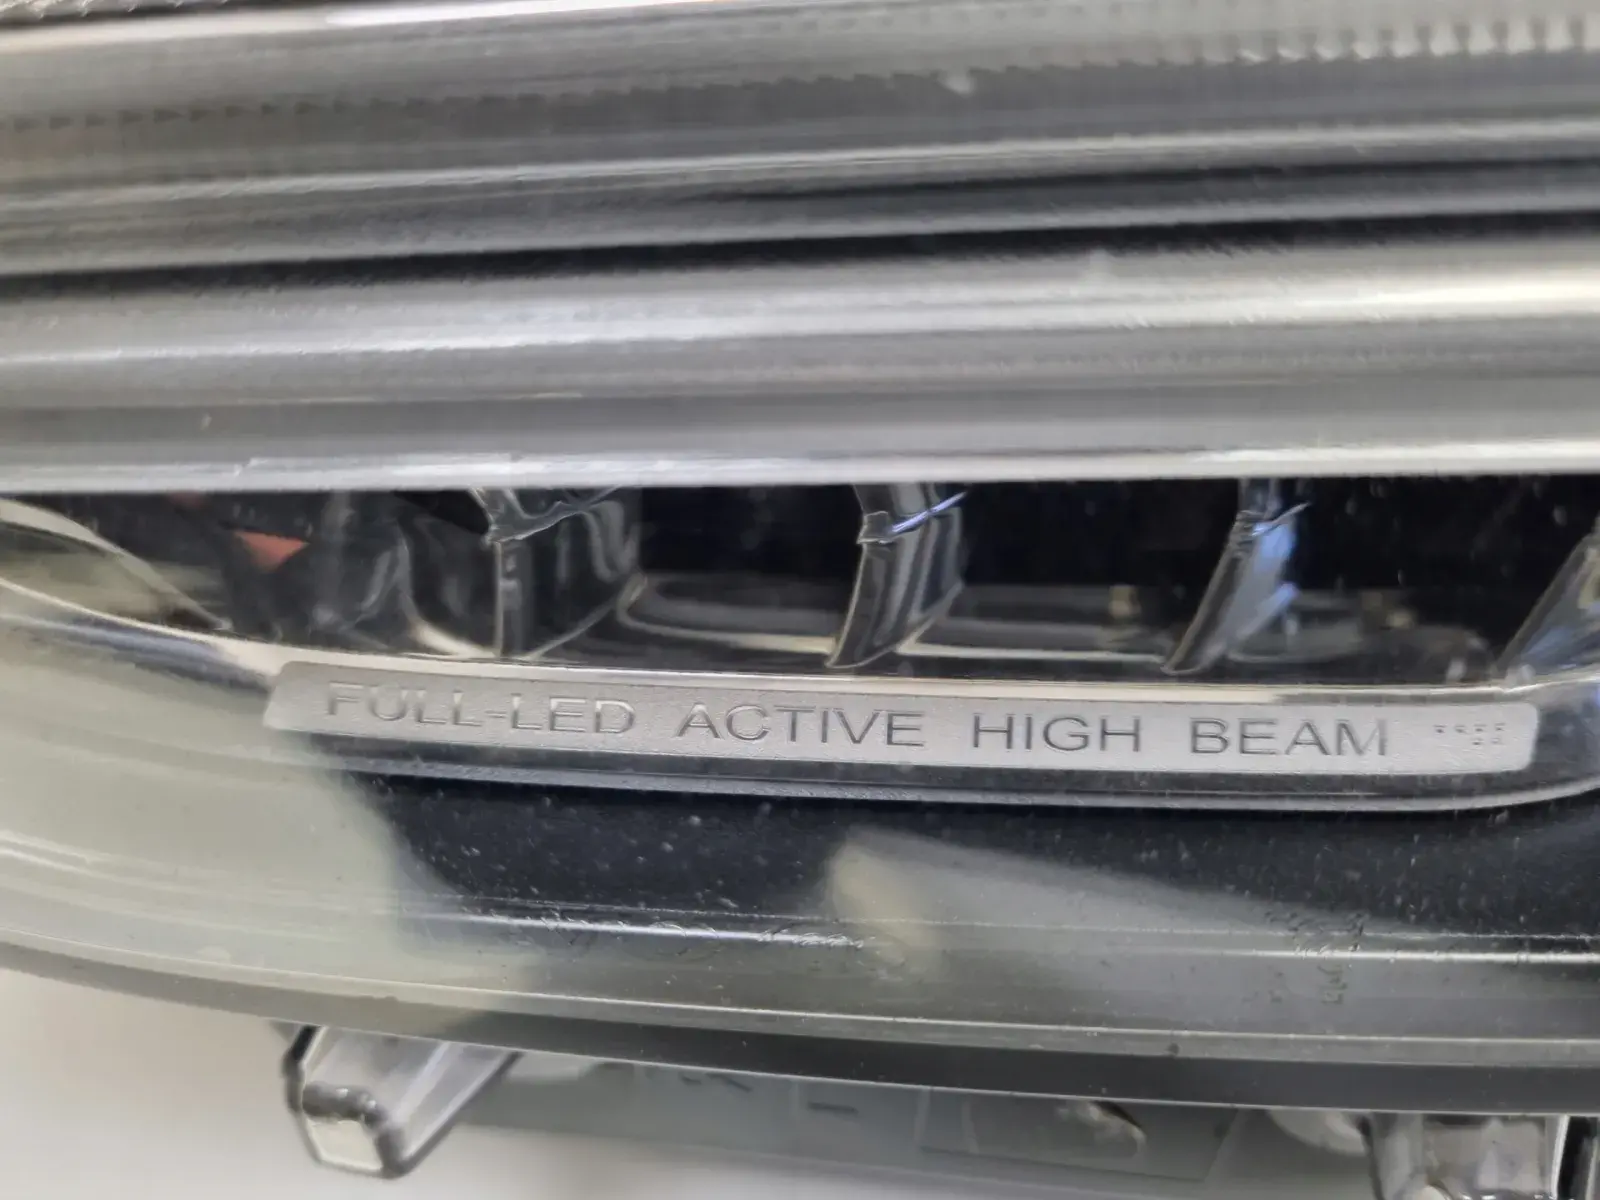 FULL-LED ACTIVE HIGH BEAM